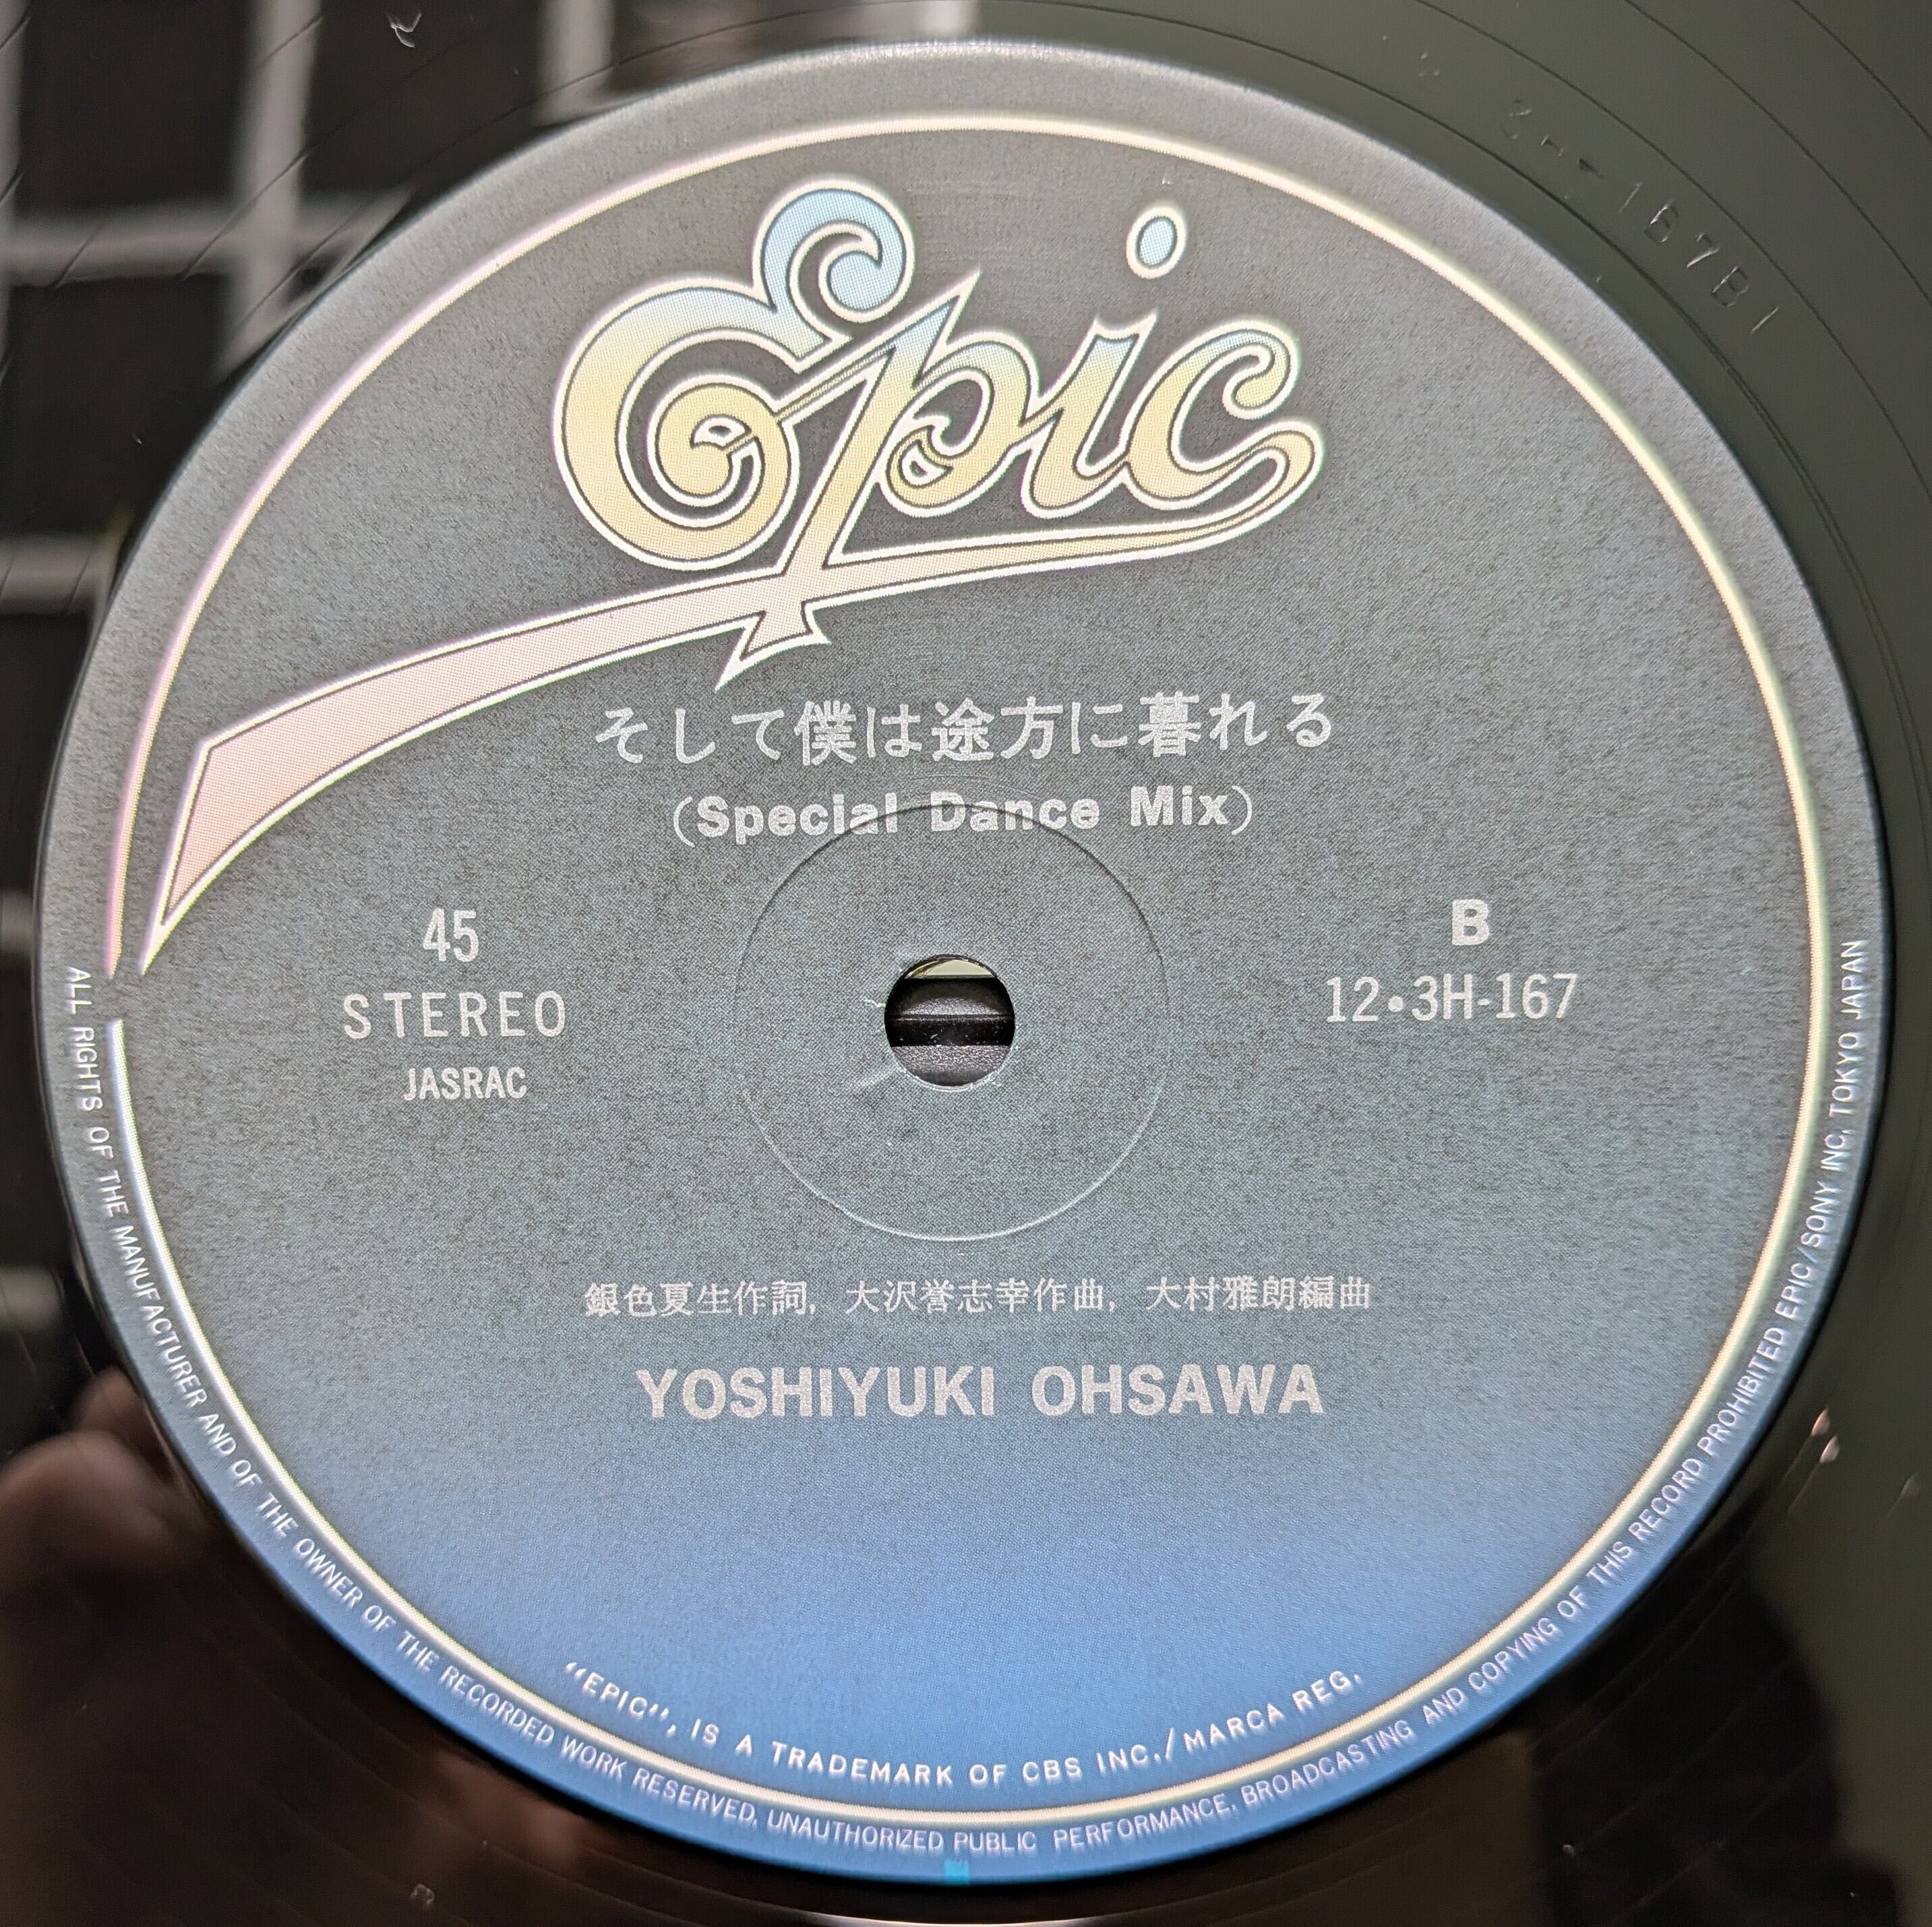 Epic
そして僕は途方に暮れる
(Special Dance Mix)
45
STEREO
JASRAC
B
12•3H-167
銀色夏生作詞, 大沢誉志幸作曲, 大村雅朗編曲
YOSHIYUKI OHSAWA
"EPIC", IS A TRADEMARK OF CBS INC./MARCA REG.
ALL RIGHTS OF THE MANUFACTURER AND OF THE OWNER OF THE RECORDED WORK RESERVED. UNAUTHORIZED PUBLIC PERFORMANCE, BROADCASTING AND COPYING OF THIS RECORD PROHIBITED EPIC/SONY INC. TOKYO JAPAN